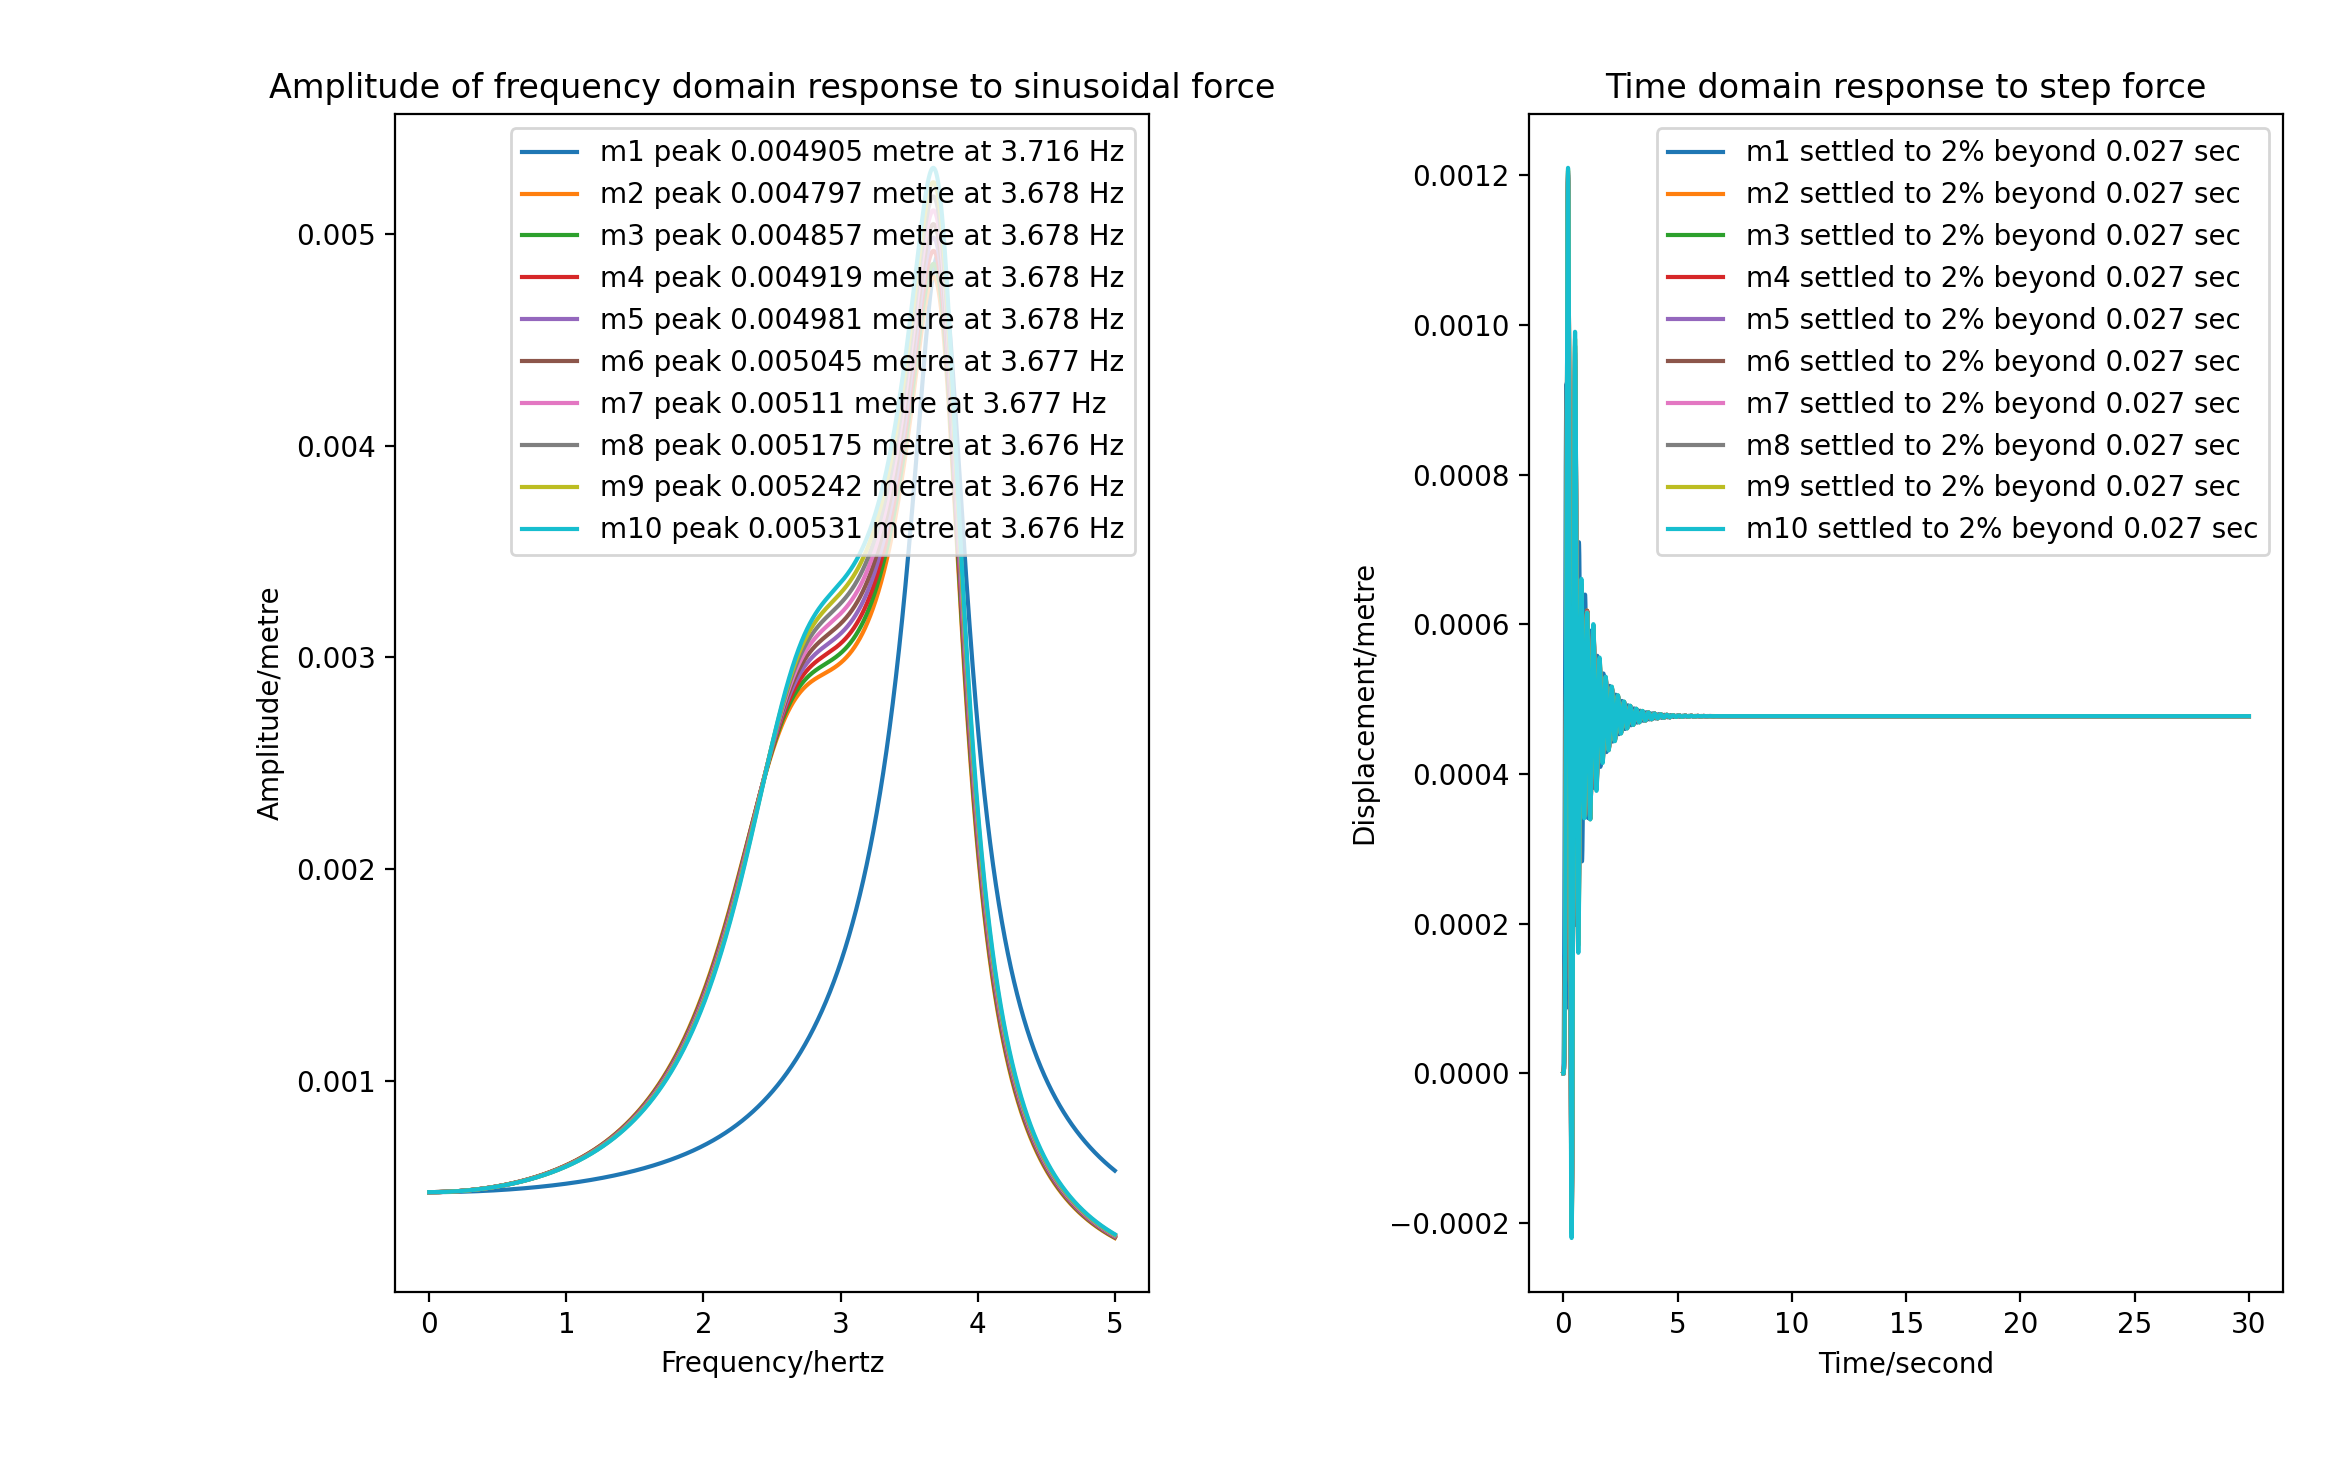 Amplitude of frequency domain response to sinusoidal force
m1 peak 0.004905 metre at 3.716 Hz
m2 peak 0.004797 metre at 3.678 Hz
m3 peak 0.004857 metre at 3.678 Hz
m4 peak 0.004919 metre at 3.678 Hz
m5 peak 0.004981 metre at 3.678 Hz
m6 peak 0.005045 metre at 3.677 Hz
m7 peak 0.00511 metre at 3.677 Hz
m8 peak 0.005175 metre at 3.676 Hz
m9 peak 0.005242 metre at 3.676 Hz
m10 peak 0.00531 metre at 3.676 Hz
0.005
0.004
0.003
0.002
0.001
Amplitude/metre
0 1 2 3 4 5
Frequency/hertz
Time domain response to step force
m1 settled to 2% beyond 0.027 sec
m2 settled to 2% beyond 0.027 sec
m3 settled to 2% beyond 0.027 sec
m4 settled to 2% beyond 0.027 sec
m5 settled to 2% beyond 0.027 sec
m6 settled to 2% beyond 0.027 sec
m7 settled to 2% beyond 0.027 sec
m8 settled to 2% beyond 0.027 sec
m9 settled to 2% beyond 0.027 sec
m10 settled to 2% beyond 0.027 sec
0.0012
0.0010
0.0008
0.0006
0.0004
0.0002
0.0000
−0.0002
Displacement/metre
0 5 10 15 20 25 30
Time/second